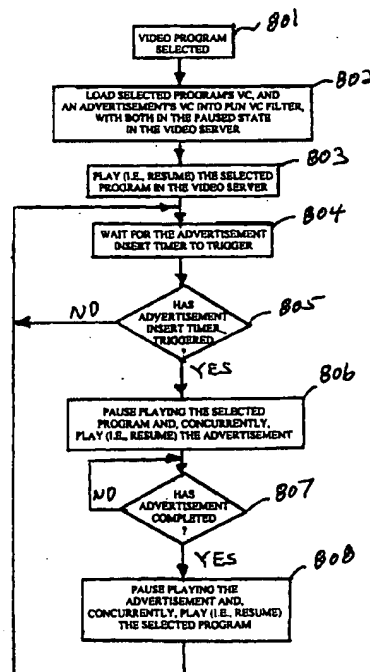 801
VIDEO PROGRAM
SELECTED
802
LOAD SELECTED PROGRAM'S VC, AND
AN ADVERTISEMENT'S VC INTO PUN VC FILTER,
WITH BOTH IN THE PAUSED STATE
IN THE VIDEO SERVER
803
PLAY (I.E., RESUME) THE SELECTED
PROGRAM IN THE VIDEO SERVER
804
WAIT FOR THE ADVERTISEMENT
INSERT TIMER TO TRIGGER
805
HAS
ADVERTISEMENT
INSERT TIMER
TRIGGERED
?
NO
YES
806
PAUSE PLAYING THE SELECTED
PROGRAM AND, CONCURRENTLY,
PLAY (I.E., RESUME) THE ADVERTISEMENT
807
HAS
ADVERTISEMENT
COMPLETED
?
NO
YES
808
PAUSE PLAYING THE
ADVERTISEMENT AND,
CONCURRENTLY, PLAY (I.E., RESUME)
THE SELECTED PROGRAM